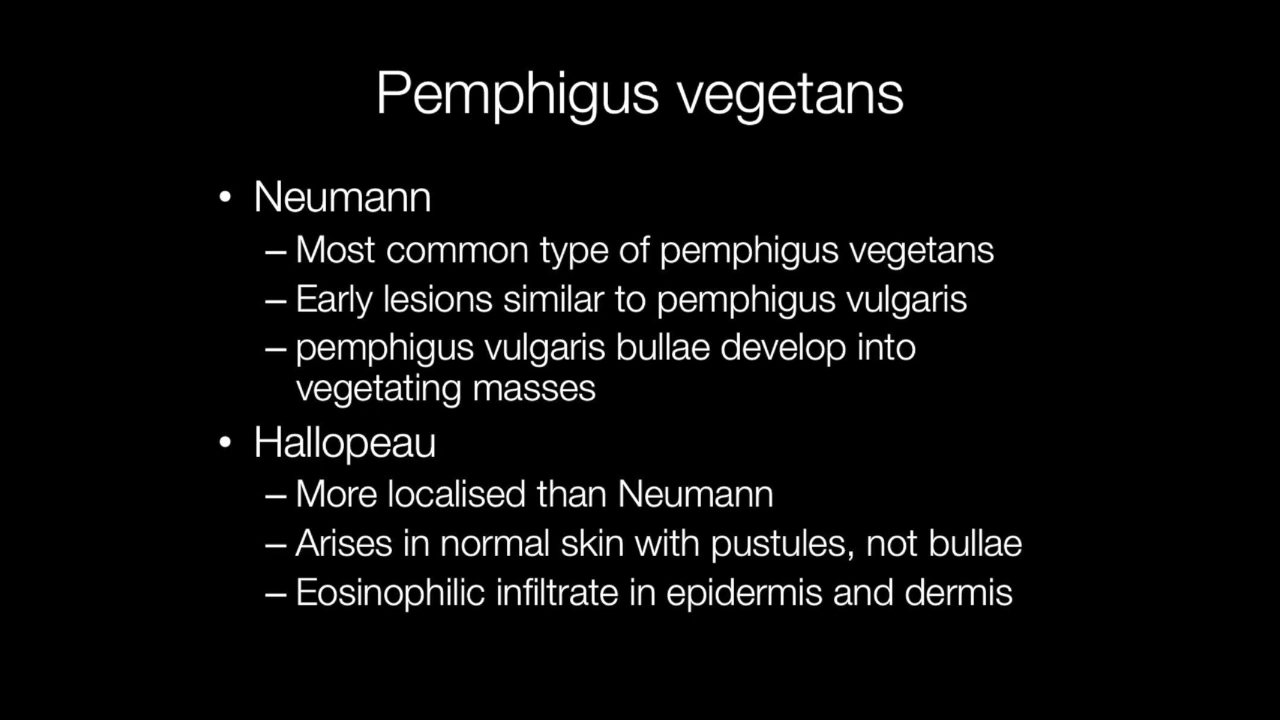 Pemphigus vegetans
• Neumann
– Most common type of pemphigus vegetans
– Early lesions similar to pemphigus vulgaris
– pemphigus vulgaris bullae develop into
vegetating masses
• Hallopeau
– More localised than Neumann
– Arises in normal skin with pustules, not bullae
– Eosinophilic infiltrate in epidermis and dermis